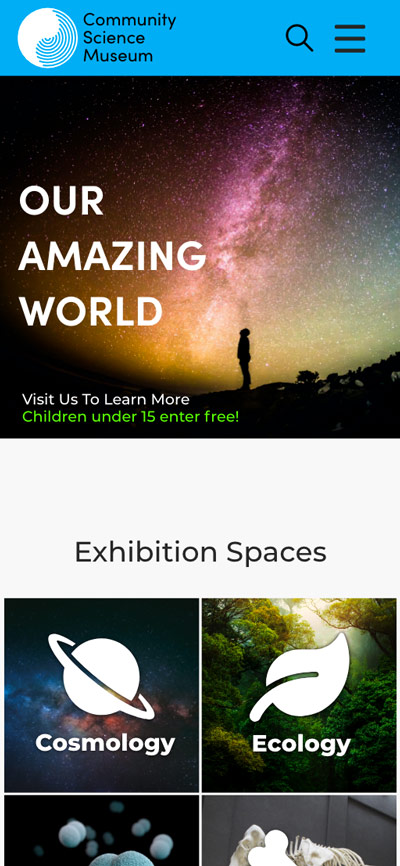 Community
Science
Museum
OUR
AMAZING
WORLD
Visit Us To Learn More
Children under 15 enter free!
Exhibition Spaces
Cosmology
Ecology